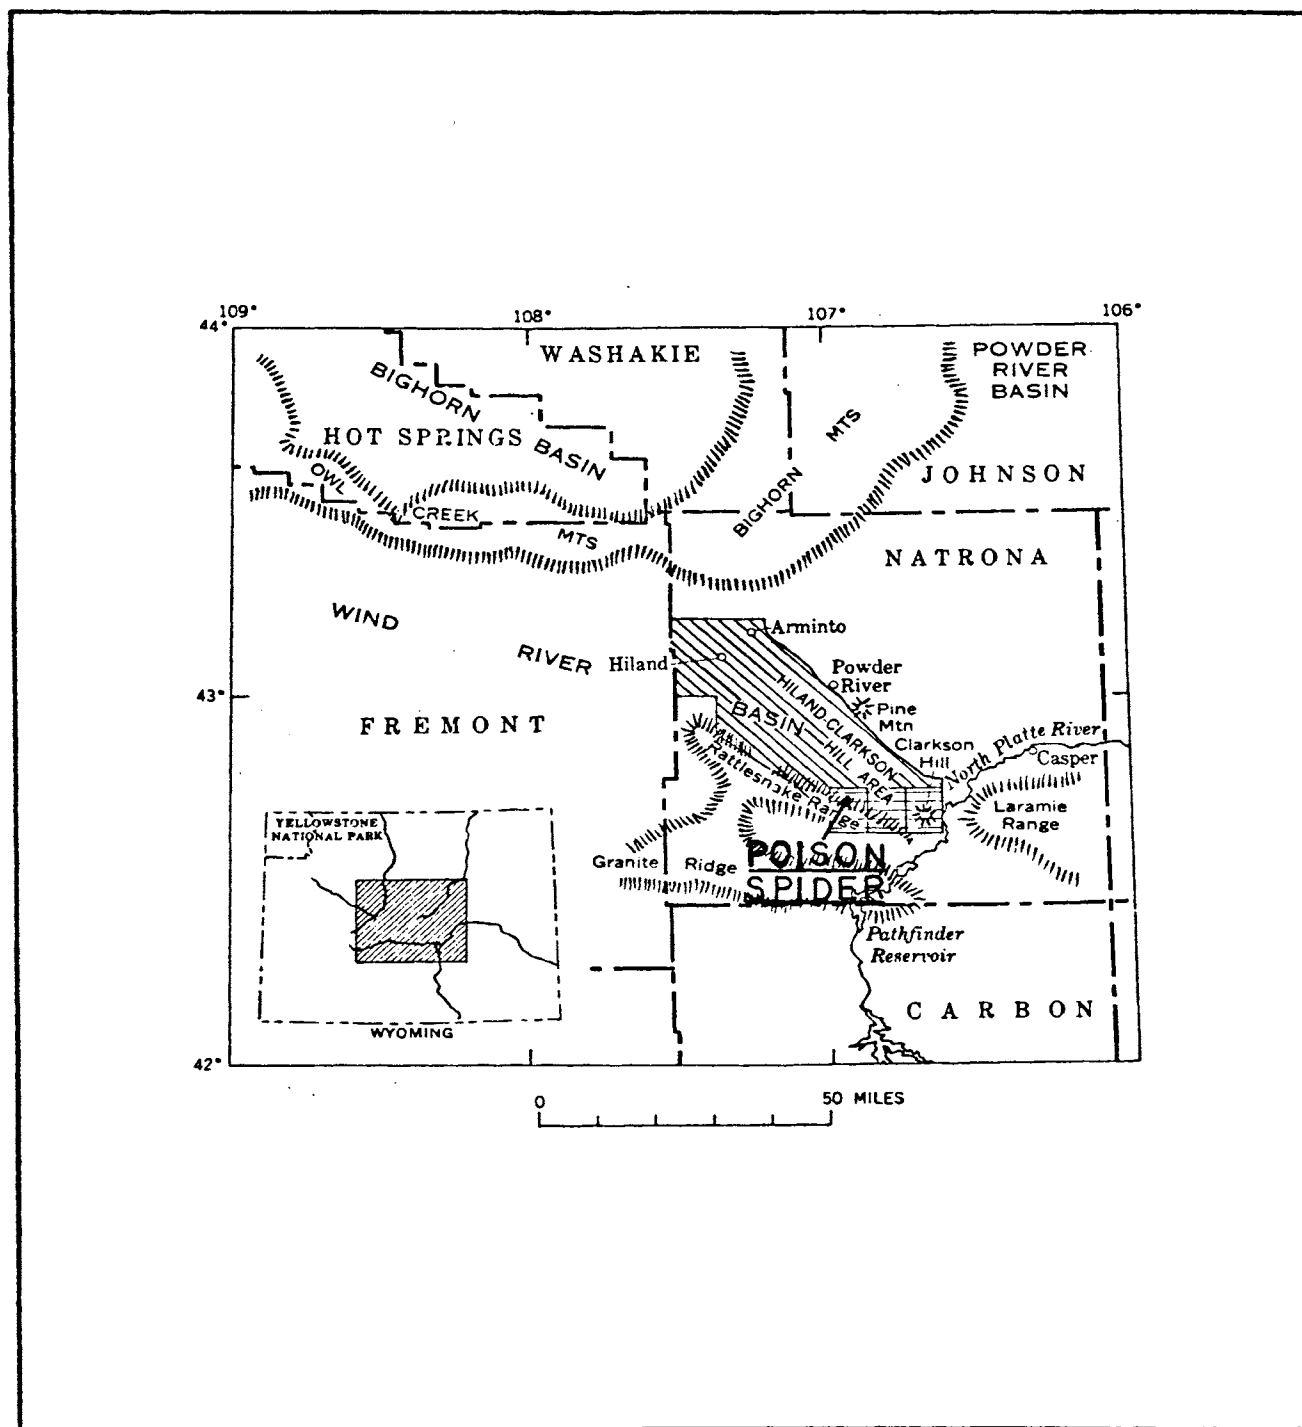 109°
108°
107°
106°
44°
WASHAKIE
POWDER
RIVER
BASIN
BIGHORN
BASIN
HOT SPRINGS
MTS
BIGHORN
JOHNSON
OWL
CREEK
MTS
NATRONA
WIND
RIVER
BASIN
Arminto
Hiland
Powder
River
HILAND-CLARKSON
HILL AREA
Pine
Mtn
43°
FREMONT
Clarkson
Hill
North Platte River
Casper
Rattlesnake Range
Laramie
Range
Granite Ridge
POISON
SPIDER
YELLOWSTONE
NATIONAL PARK
WYOMING
Pathfinder
Reservoir
CARBON
42°
0
50 MILES